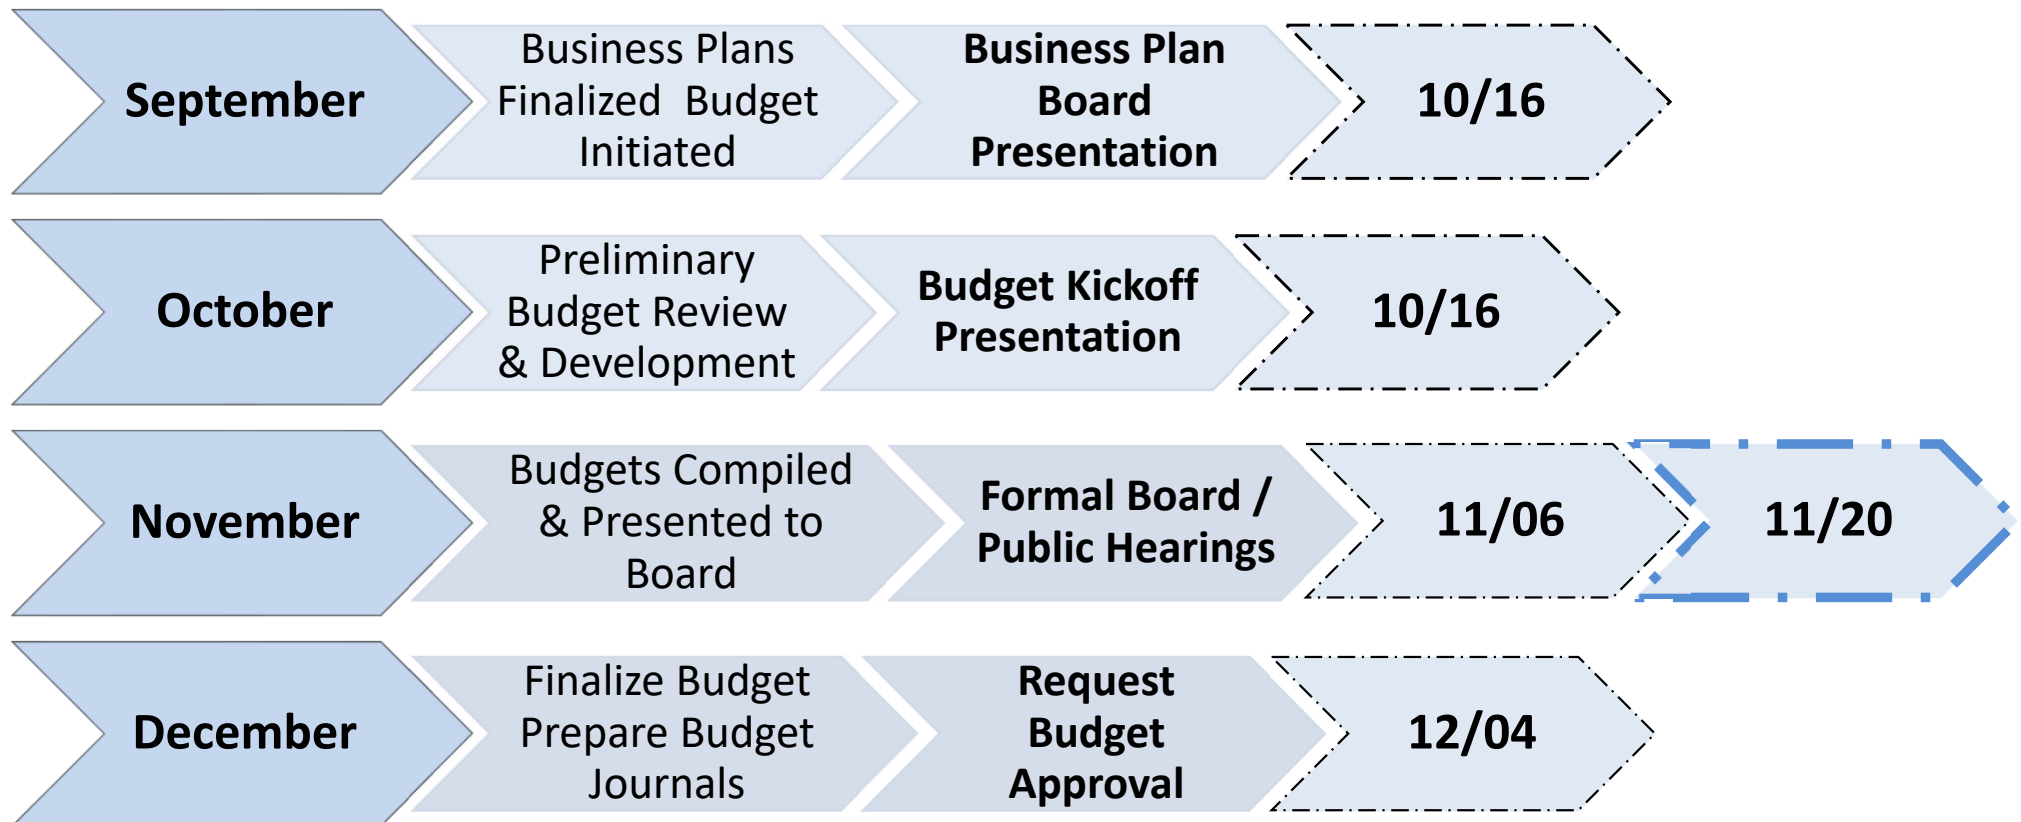 September
Business Plans
Finalized Budget
Initiated
Business Plan
Board
Presentation
10/16
October
Preliminary
Budget Review
& Development
Budget Kickoff
Presentation
10/16
November
Budgets Compiled
& Presented to
Board
Formal Board /
Public Hearings
11/06
11/20
December
Finalize Budget
Prepare Budget
Journals
Request
Budget
Approval
12/04